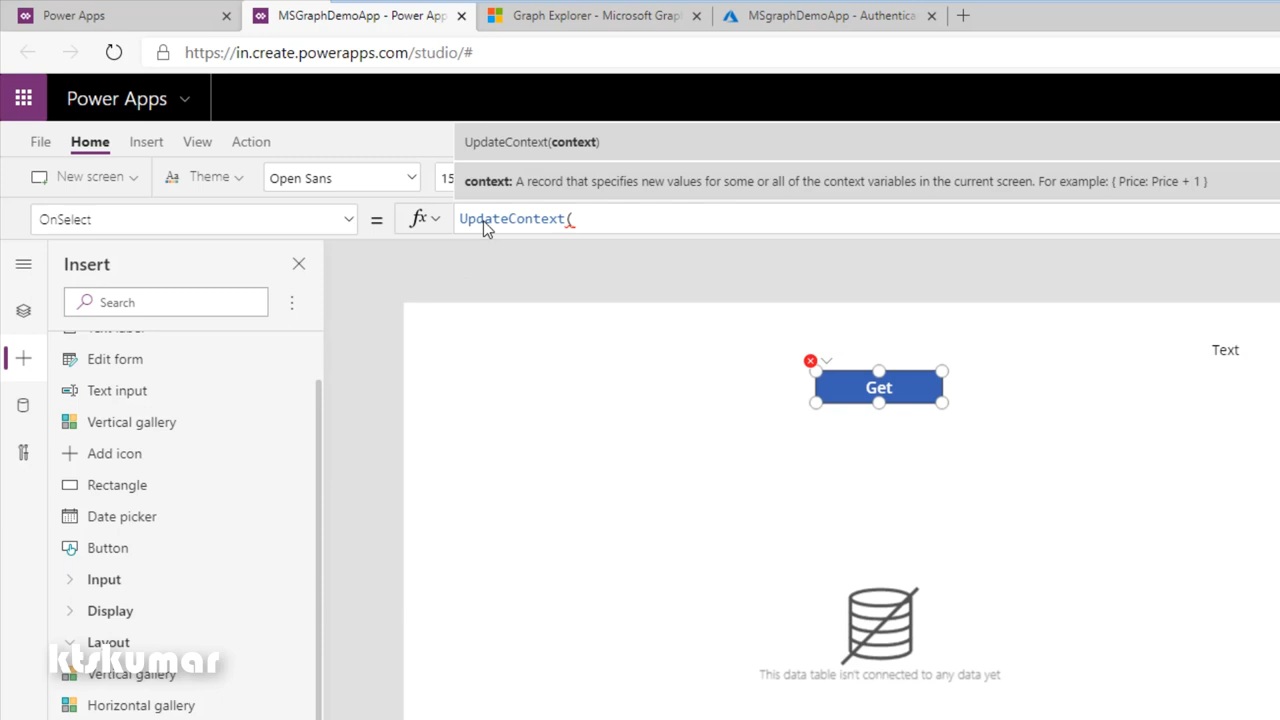 Power Apps
MSGraphDemoApp - Power App
Graph Explorer - Microsoft Grap
MSgraphDemoApp - Authentica
https://in.create.powerapps.com/studio/#
Power Apps
File Home Insert View Action
UpdateContext(context)
New screen Theme Open Sans 15
context: A record that specifies new values for some or all of the context variables in the current screen. For example: { Price: Price + 1 }
OnSelect = fx UpdateContext(
Insert
Search
Text label
Edit form
Text input
Vertical gallery
Add icon
Rectangle
Date picker
Button
Input
Display
Layout
Vertical gallery
Horizontal gallery
ktskumar
Text
Get
This data table isn't connected to any data yet